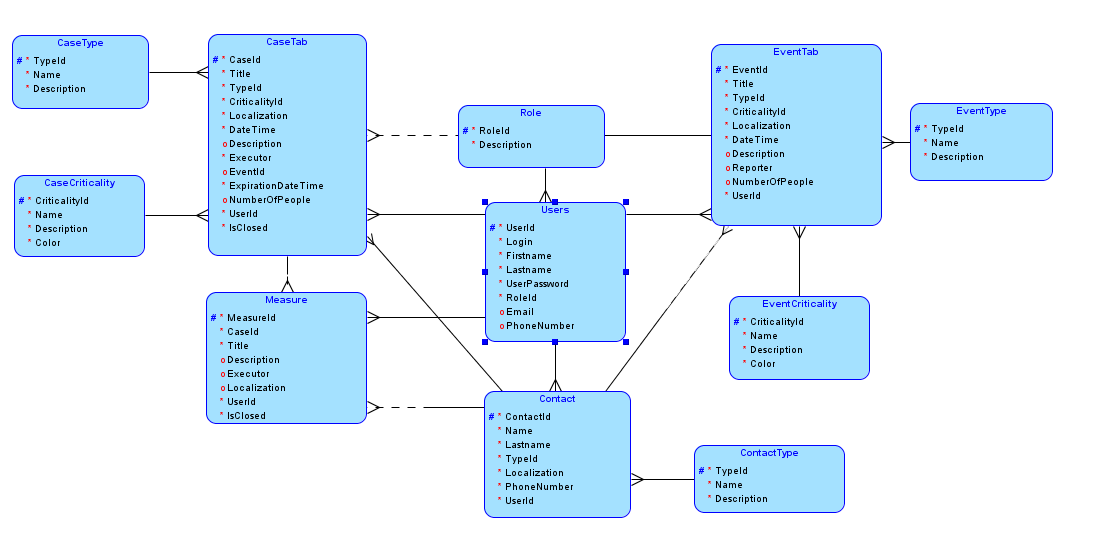 CaseType
# * TypeId
* Name
* Description
CaseTab
# * CaseId
* Title
* TypeId
* CriticalityId
* Localization
* DateTime
o Description
* Executor
o EventId
* ExpirationDateTime
o NumberOfPeople
* UserId
* IsClosed
Role
# * RoleId
* Description
EventTab
# * EventId
* Title
* TypeId
* CriticalityId
* Localization
* DateTime
o Description
o Reporter
o NumberOfPeople
* UserId
EventType
# * TypeId
* Name
* Description
CaseCriticality
# * CriticalityId
* Name
* Description
* Color
Users
# * UserId
* Login
* Firstname
* Lastname
* UserPassword
* RoleId
o Email
o PhoneNumber
Measure
# * MeasureId
* CaseId
* Title
o Description
o Executor
o Localization
* UserId
* IsClosed
EventCriticality
# * CriticalityId
* Name
* Description
* Color
Contact
# * ContactId
* Name
* Lastname
* TypeId
* Localization
* PhoneNumber
* UserId
ContactType
# * TypeId
* Name
* Description